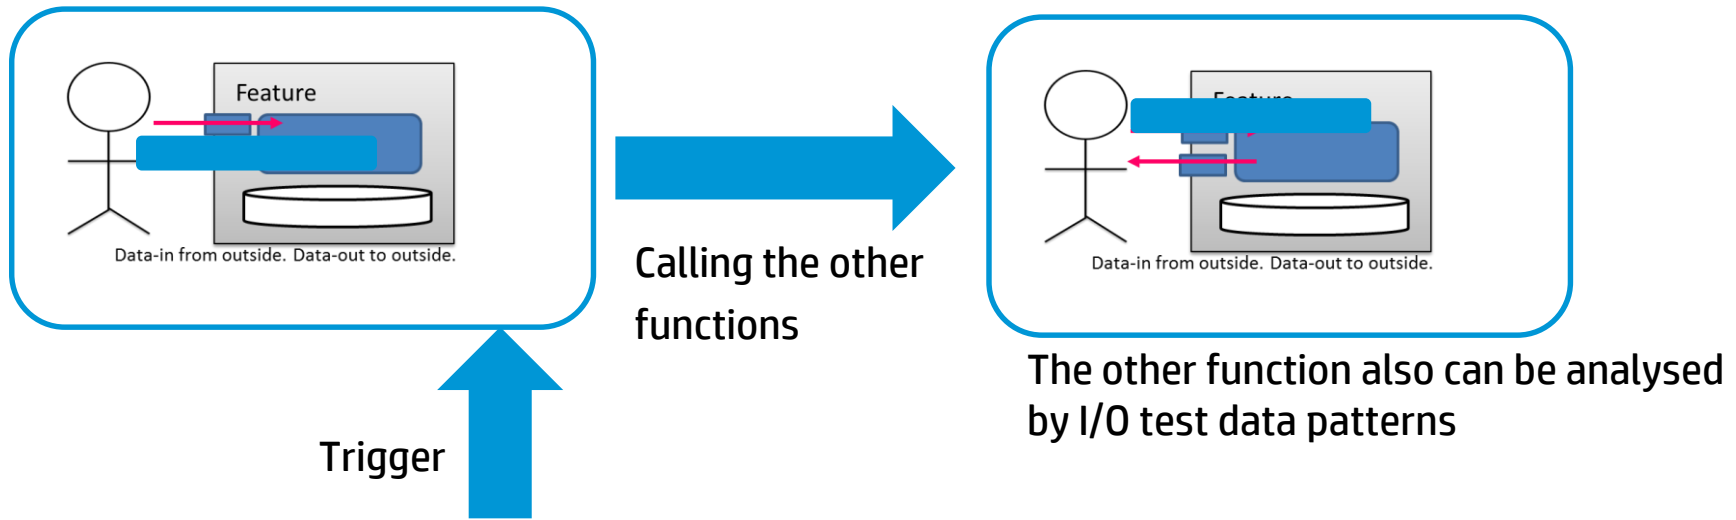 Feature
Data-in from outside. Data-out to outside.
Calling the other
functions
Trigger
Data-in from outside. Data-out to outside.
The other function also can be analysed
by I/O test data patterns